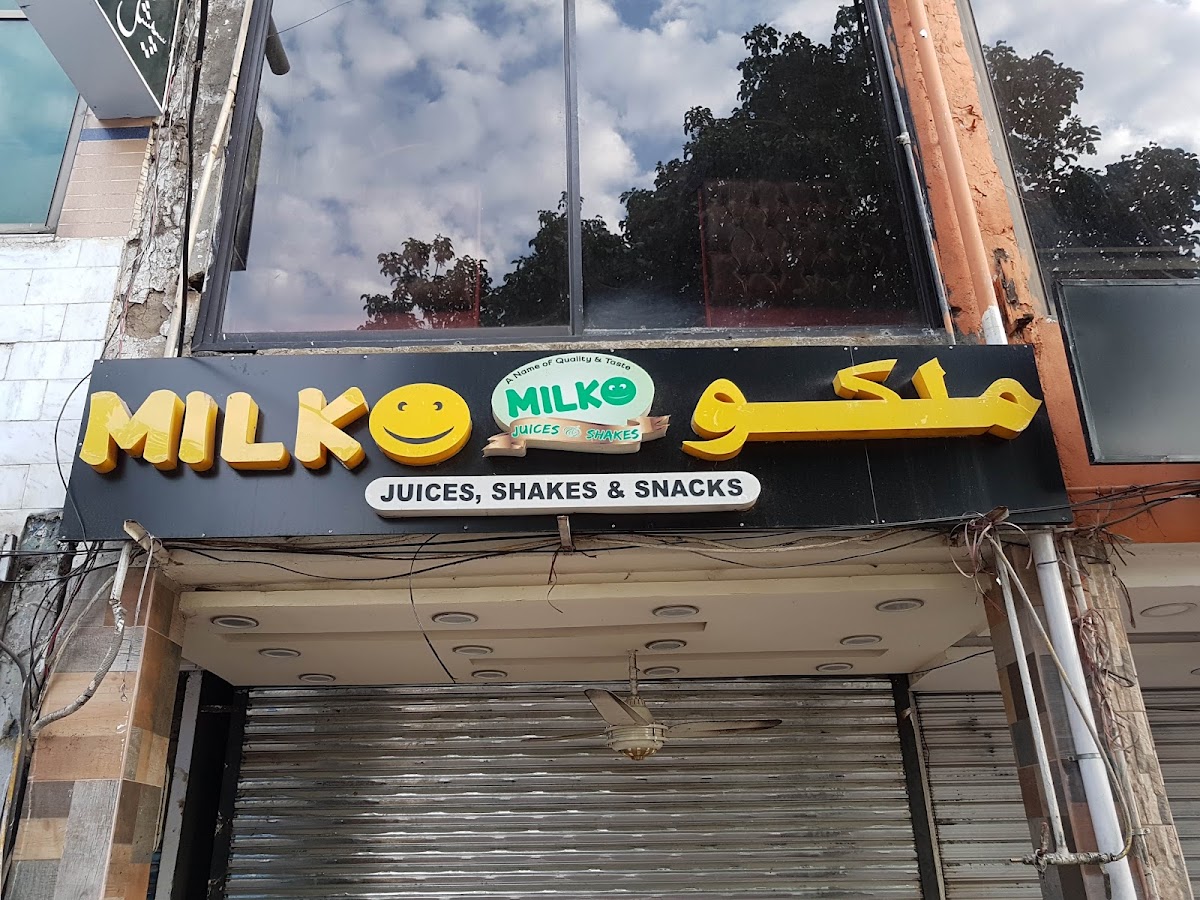 MILKO
A Name of Quality & Taste
MILKO
JUICES & SHAKES
ملکو
JUICES, SHAKES & SNACKS